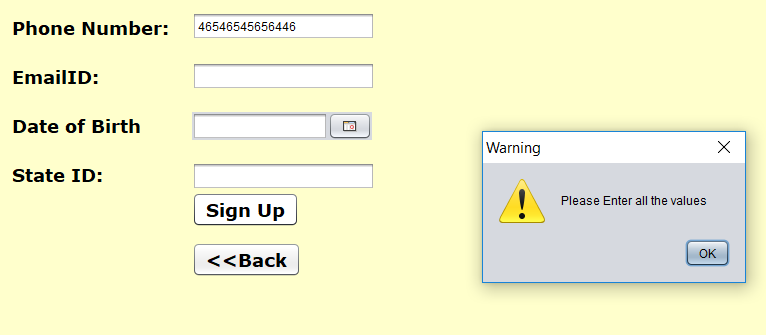 Phone Number: 46546545656446
EmailID:
Date of Birth
State ID:
Sign Up
<<Back
Warning
Please Enter all the values
OK